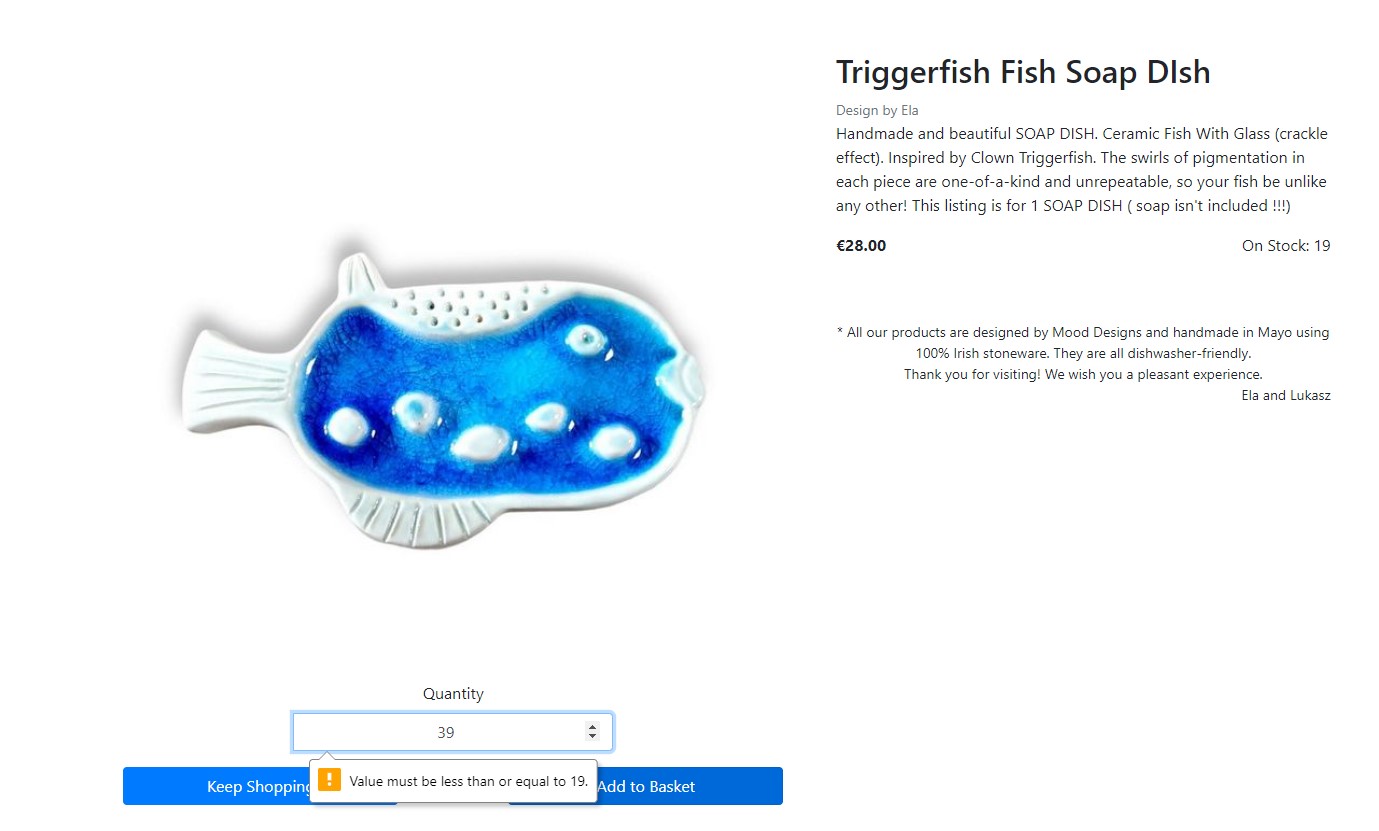 Triggerfish Fish Soap DIsh
Design by Ela
Handmade and beautiful SOAP DISH. Ceramic Fish With Glass (crackle
effect). Inspired by Clown Triggerfish. The swirls of pigmentation in
each piece are one-of-a-kind and unrepeatable, so your fish be unlike
any other! This listing is for 1 SOAP DISH ( soap isn't included !!!)
€28.00 On Stock: 19
* All our products are designed by Mood Designs and handmade in Mayo using
100% Irish stoneware. They are all dishwasher-friendly.
Thank you for visiting! We wish you a pleasant experience.
Ela and Lukasz
Quantity
39
Value must be less than or equal to 19.
Keep Shopping Add to Basket